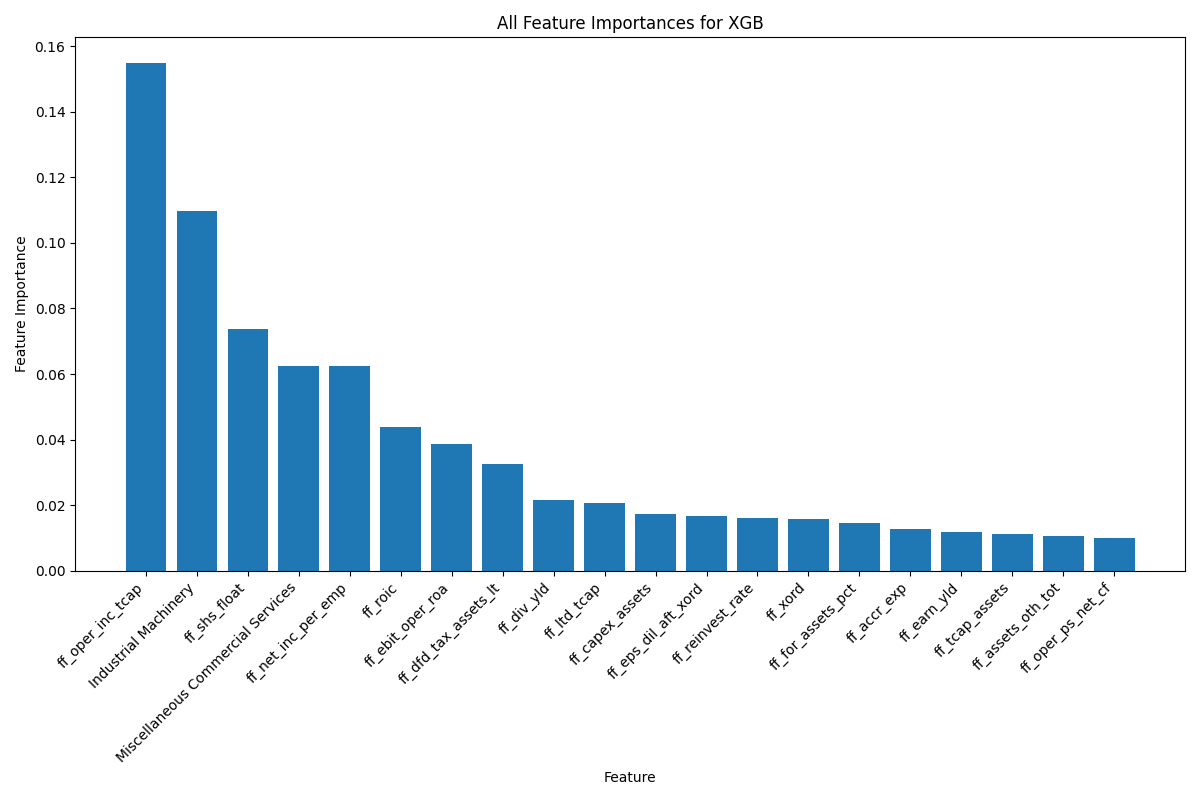 All Feature Importances for XGB
Feature Importance
0.16
0.14
0.12
0.10
0.08
0.06
0.04
0.02
0.00
ff_oper_inc_tcap
Industrial Machinery
ff_shs_float
Miscellaneous Commercial Services
ff_net_inc_per_emp
ff_roic
ff_ebit_oper_roa
ff_dfd_tax_assets_lt
ff_div_yld
ff_ltd_tcap
ff_capex_assets
ff_eps_dil_aft_xord
ff_reinvest_rate
ff_xord
ff_for_assets_pct
ff_accr_exp
ff_earn_yld
ff_tcap_assets
ff_assets_oth_tot
ff_oper_ps_net_cf
Feature